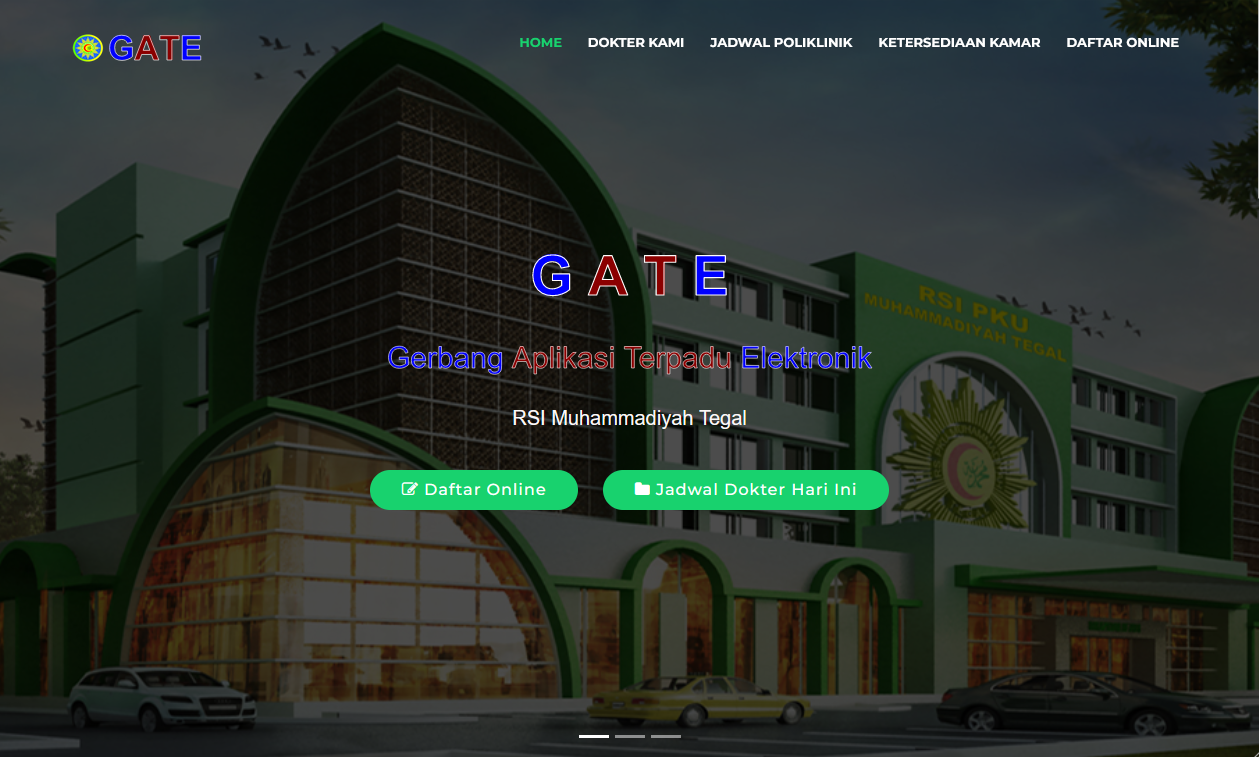 GATE
HOME DOKTER KAMI JADWAL POLIKLINIK KETERSEDIAAN KAMAR DAFTAR ONLINE
G A T E
RSI PKU
MUHAMMADIYAH TEGAL
Gerbang Aplikasi Terpadu Elektronik
RSI Muhammadiyah Tegal
Daftar Online
Jadwal Dokter Hari Ini